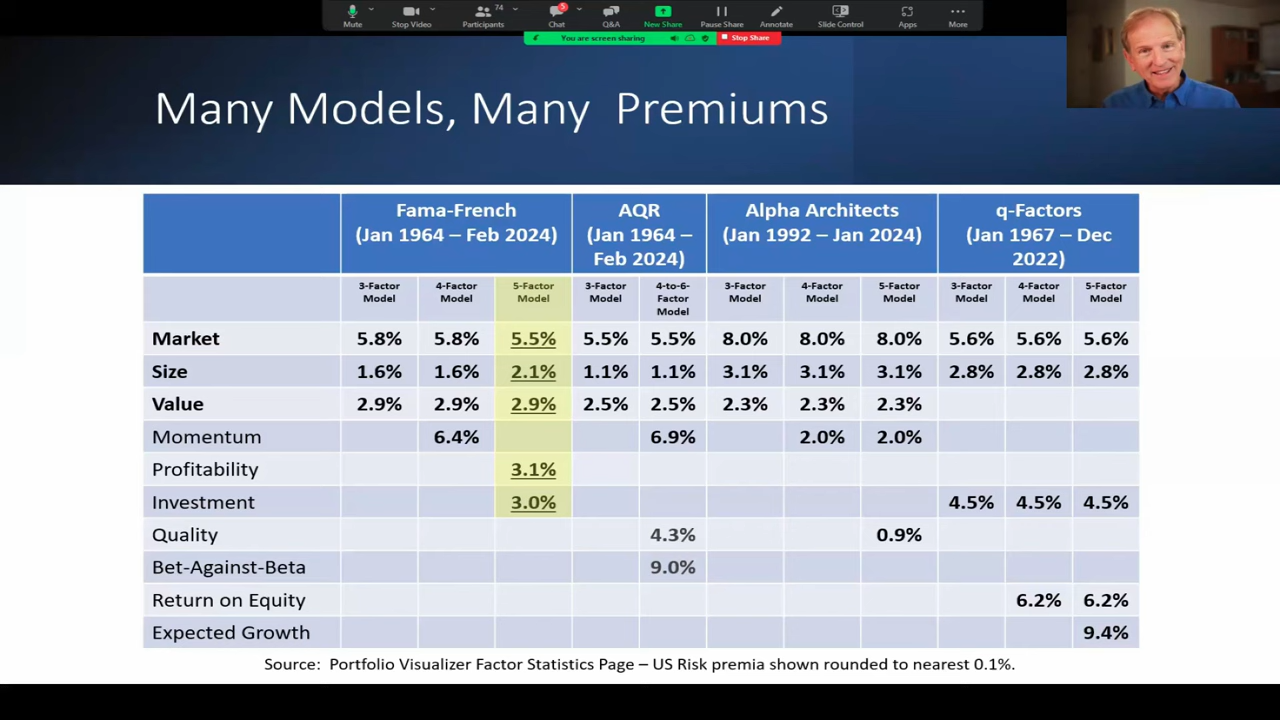 Mute
Stop Video
Participants
74
Chat
5
Q&A
New Share
Pause Share
Annotate
Slide Control
Apps
More
You are screen sharing
Stop Share
Many Models, Many Premiums
Fama-French
(Jan 1964 – Feb 2024)
AQR
(Jan 1964 –
Feb 2024)
Alpha Architects
(Jan 1992 – Jan 2024)
q-Factors
(Jan 1967 – Dec
2022)
3-Factor
Model
4-Factor
Model
5-Factor
Model
3-Factor
Model
4-to-6-
Factor
Model
3-Factor
Model
4-Factor
Model
5-Factor
Model
3-Factor
Model
4-Factor
Model
5-Factor
Model
Market 5.8% 5.8% 5.5% 5.5% 5.5% 8.0% 8.0% 8.0% 5.6% 5.6% 5.6%
Size 1.6% 1.6% 2.1% 1.1% 1.1% 3.1% 3.1% 3.1% 2.8% 2.8% 2.8%
Value 2.9% 2.9% 2.9% 2.5% 2.5% 2.3% 2.3% 2.3%
Momentum 6.4% 6.9% 2.0% 2.0%
Profitability 3.1%
Investment 3.0% 4.5% 4.5% 4.5%
Quality 4.3% 0.9%
Bet-Against-Beta 9.0%
Return on Equity 6.2% 6.2%
Expected Growth 9.4%
Source: Portfolio Visualizer Factor Statistics Page – US Risk premia shown rounded to nearest 0.1%.